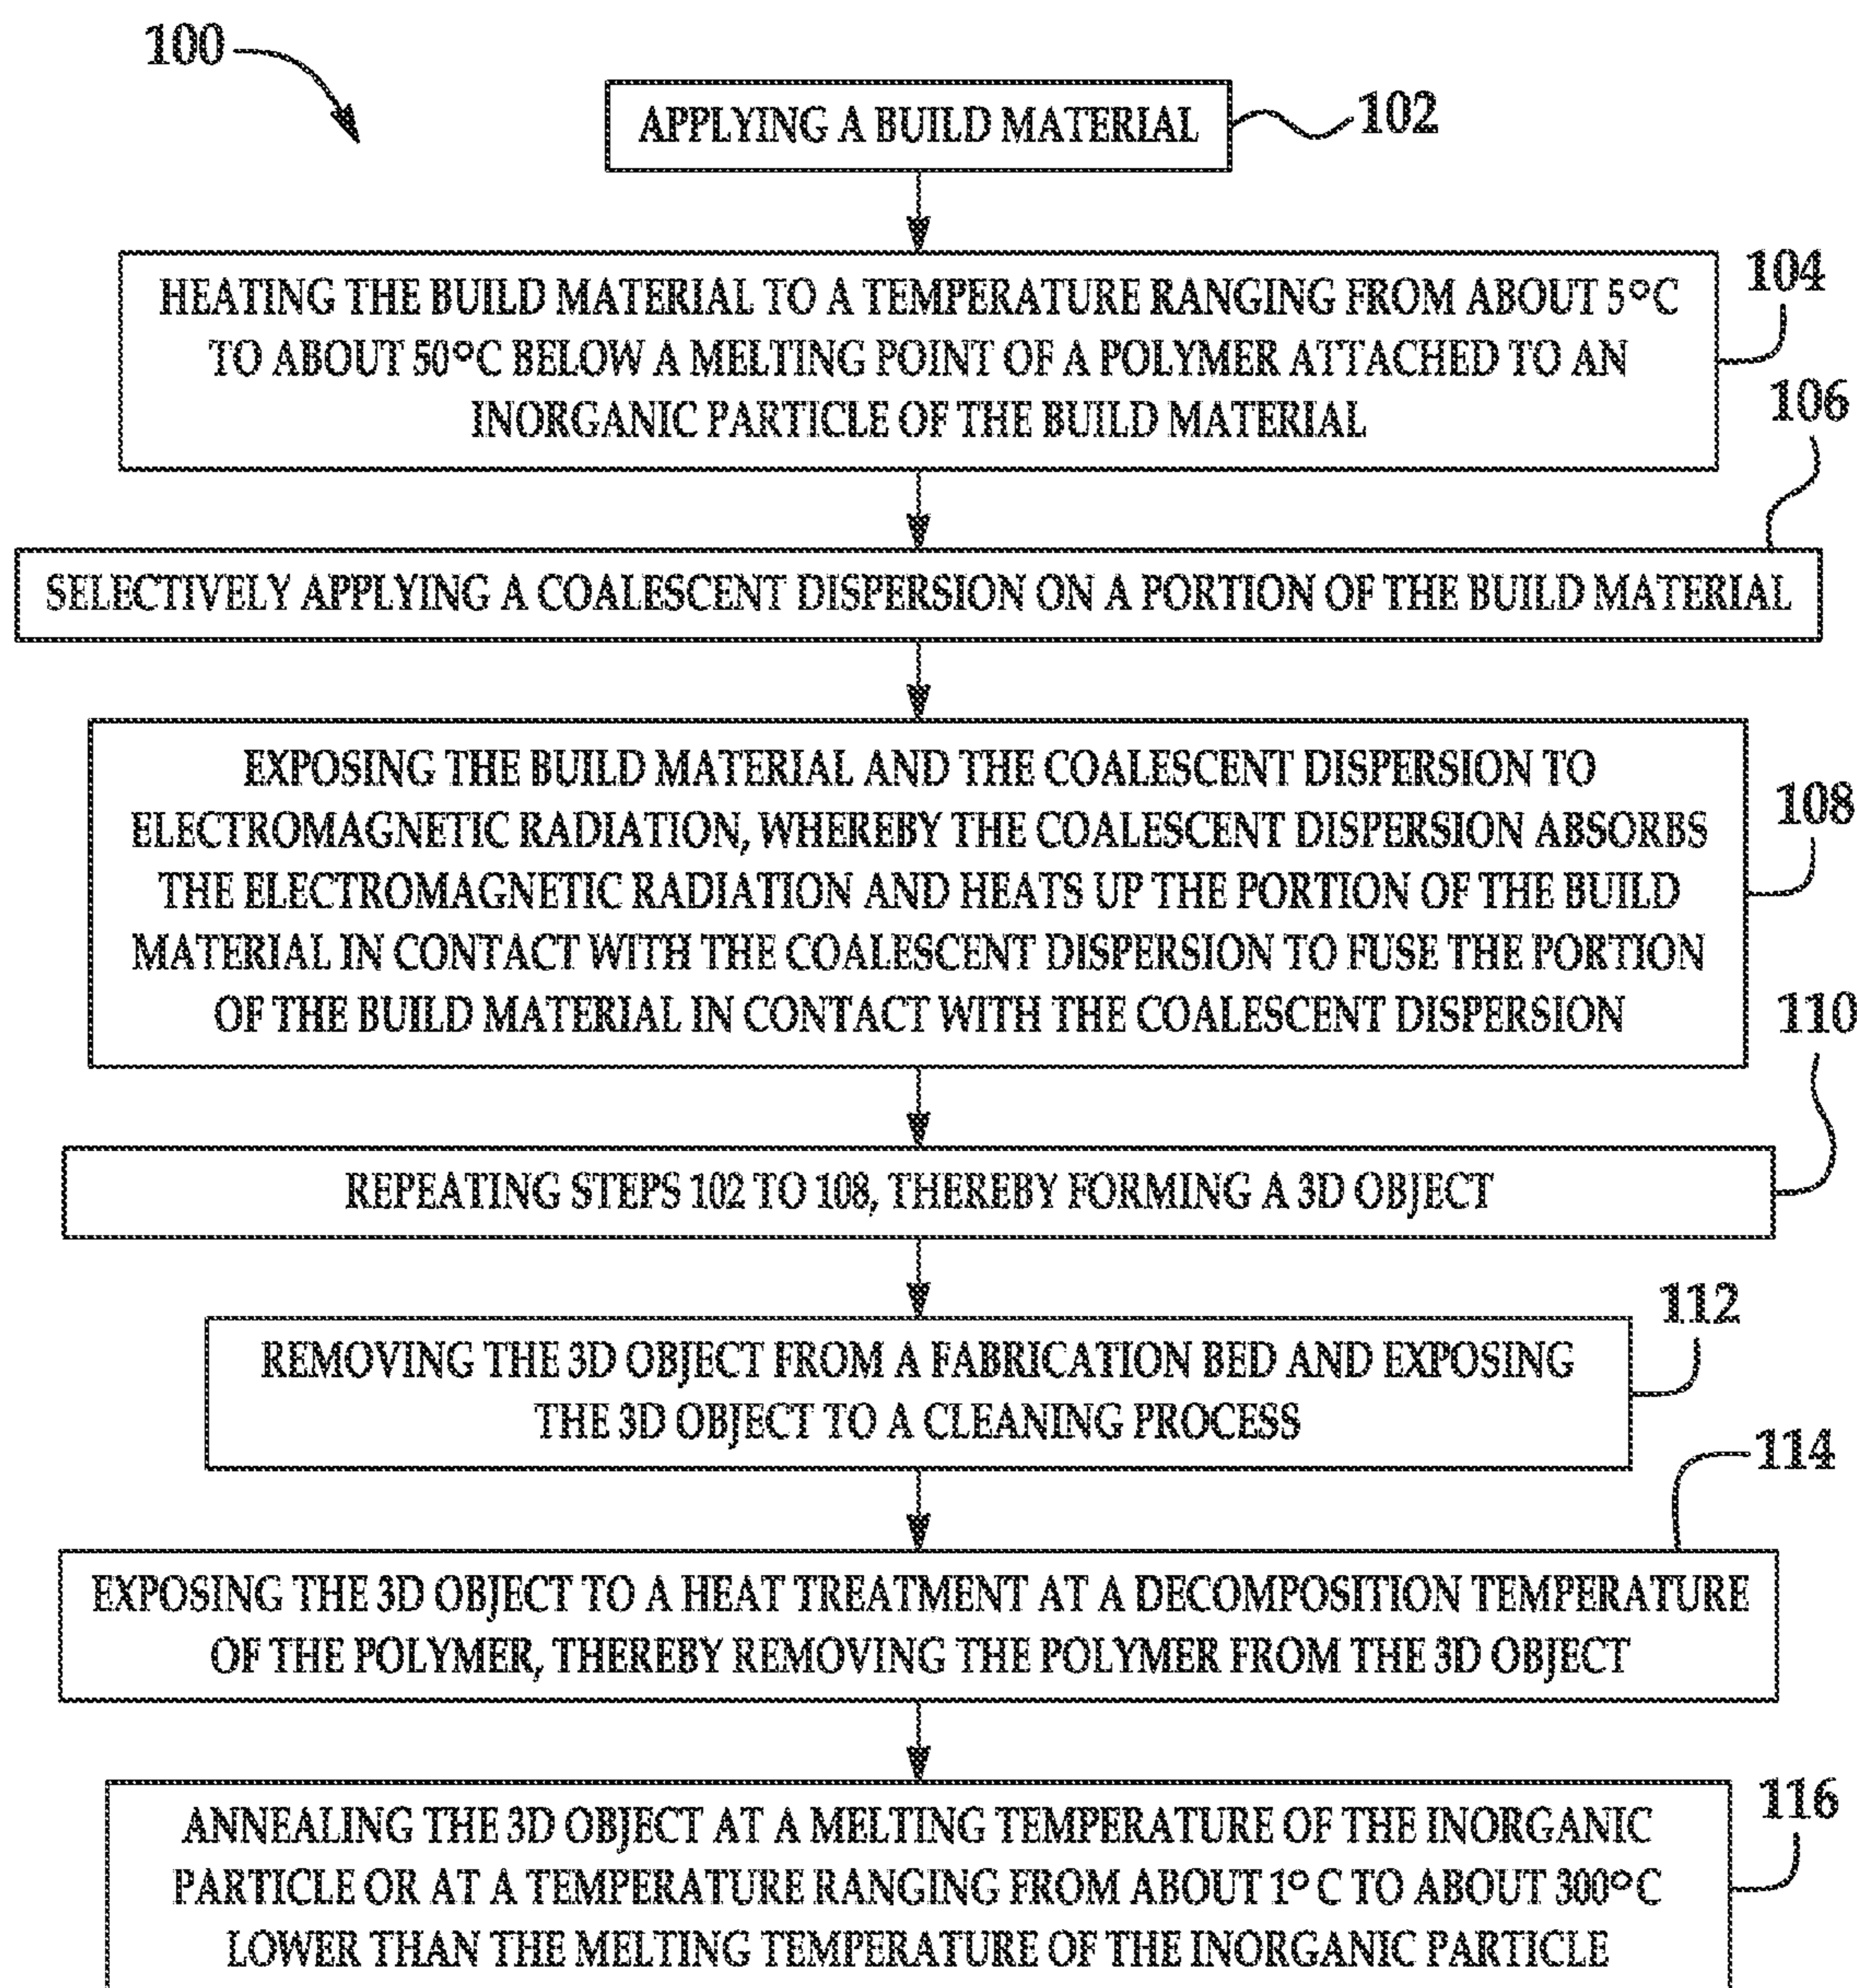 100
APPLYING A BUILD MATERIAL
102
HEATING THE BUILD MATERIAL TO A TEMPERATURE RANGING FROM ABOUT 5°C
TO ABOUT 50°C BELOW A MELTING POINT OF A POLYMER ATTACHED TO AN
INORGANIC PARTICLE OF THE BUILD MATERIAL
104
106
SELECTIVELY APPLYING A COALESCENT DISPERSION ON A PORTION OF THE BUILD MATERIAL
EXPOSING THE BUILD MATERIAL AND THE COALESCENT DISPERSION TO
ELECTROMAGNETIC RADIATION, WHEREBY THE COALESCENT DISPERSION ABSORBS
THE ELECTROMAGNETIC RADIATION AND HEATS UP THE PORTION OF THE BUILD
MATERIAL IN CONTACT WITH THE COALESCENT DISPERSION TO FUSE THE PORTION
OF THE BUILD MATERIAL IN CONTACT WITH THE COALESCENT DISPERSION
108
110
REPEATING STEPS 102 TO 108, THEREBY FORMING A 3D OBJECT
112
REMOVING THE 3D OBJECT FROM A FABRICATION BED AND EXPOSING
THE 3D OBJECT TO A CLEANING PROCESS
114
EXPOSING THE 3D OBJECT TO A HEAT TREATMENT AT A DECOMPOSITION TEMPERATURE
OF THE POLYMER, THEREBY REMOVING THE POLYMER FROM THE 3D OBJECT
116
ANNEALING THE 3D OBJECT AT A MELTING TEMPERATURE OF THE INORGANIC
PARTICLE OR AT A TEMPERATURE RANGING FROM ABOUT 1° C TO ABOUT 300°C
LOWER THAN THE MELTING TEMPERATURE OF THE INORGANIC PARTICLE